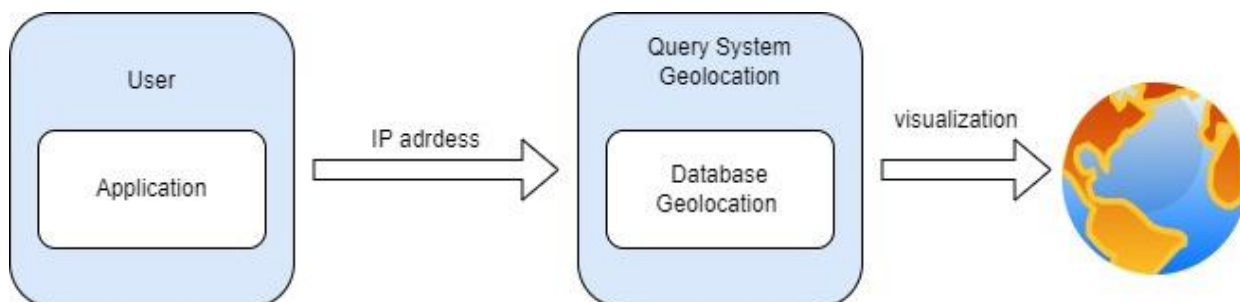 User
Application
IP adrdess
Query System
Geolocation
Database
Geolocation
visualization